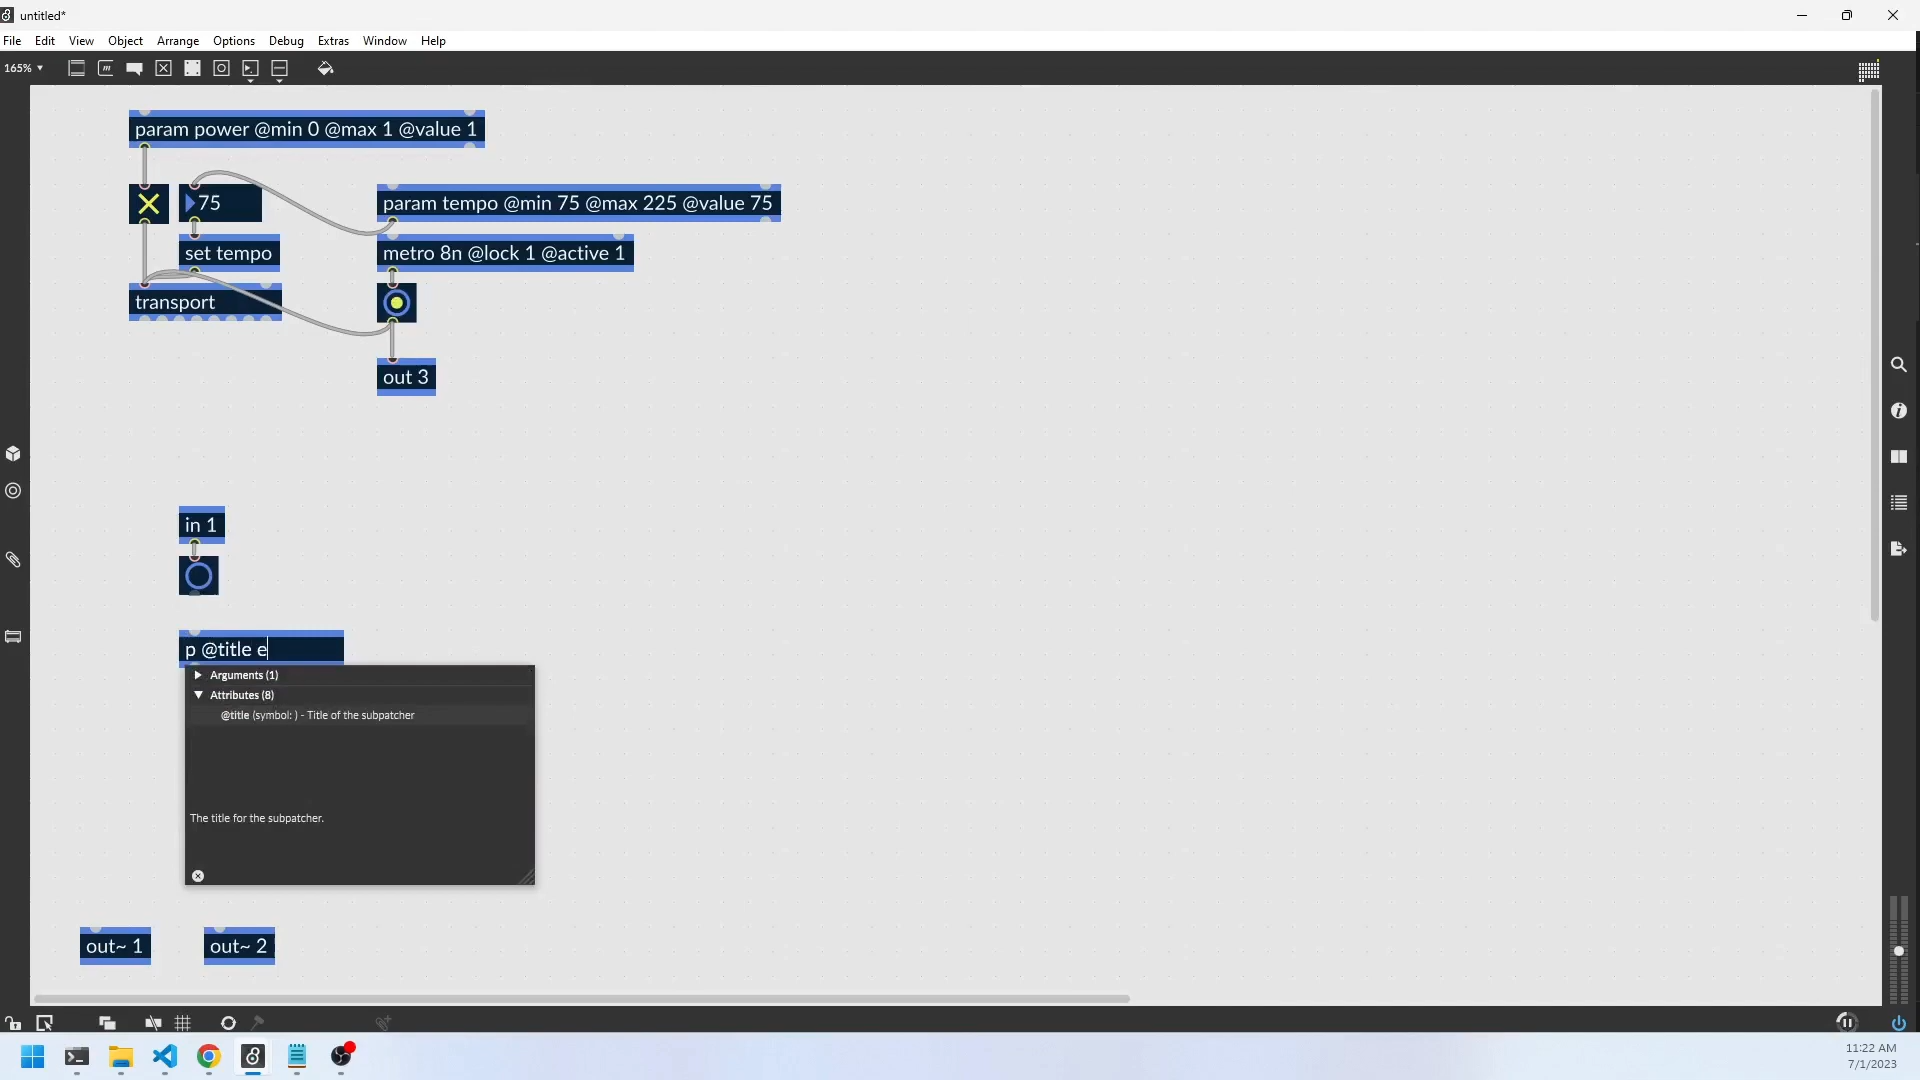 untitled*
File Edit View Object Arrange Options Debug Extras Window Help
165%
param power @min 0 @max 1 @value 1
75
param tempo @min 75 @max 225 @value 75
set tempo
metro 8n @lock 1 @active 1
transport
out 3
in 1
p @title e
Arguments (1)
Attributes (8)
@title (symbol: ) - Title of the subpatcher
The title for the subpatcher.
out~ 1
out~ 2
11:22 AM
7/1/2023